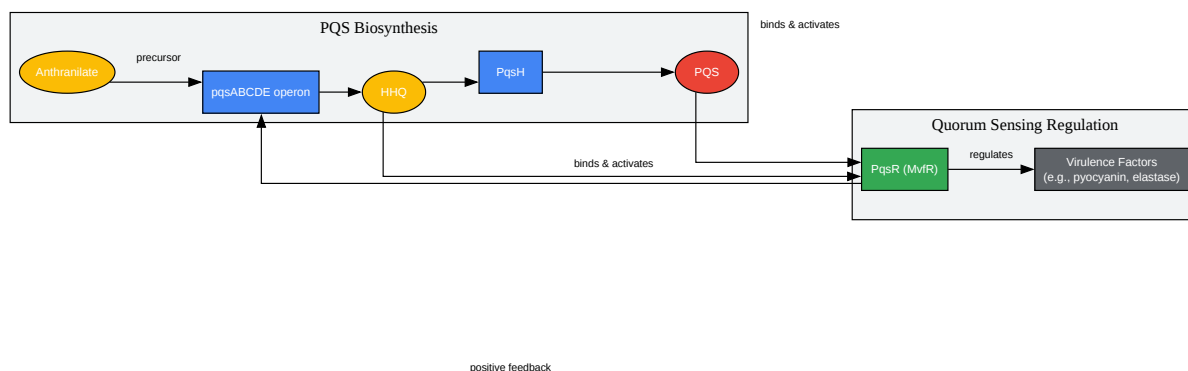 PQS Biosynthesis
binds & activates
Anthranilate
precursor
pqsABCDE operon
HHQ
PqsH
PQS
Quorum Sensing Regulation
binds & activates
PqsR (MvfR)
regulates
Virulence Factors
(e.g., pyocyanin, elastase)
positive feedback